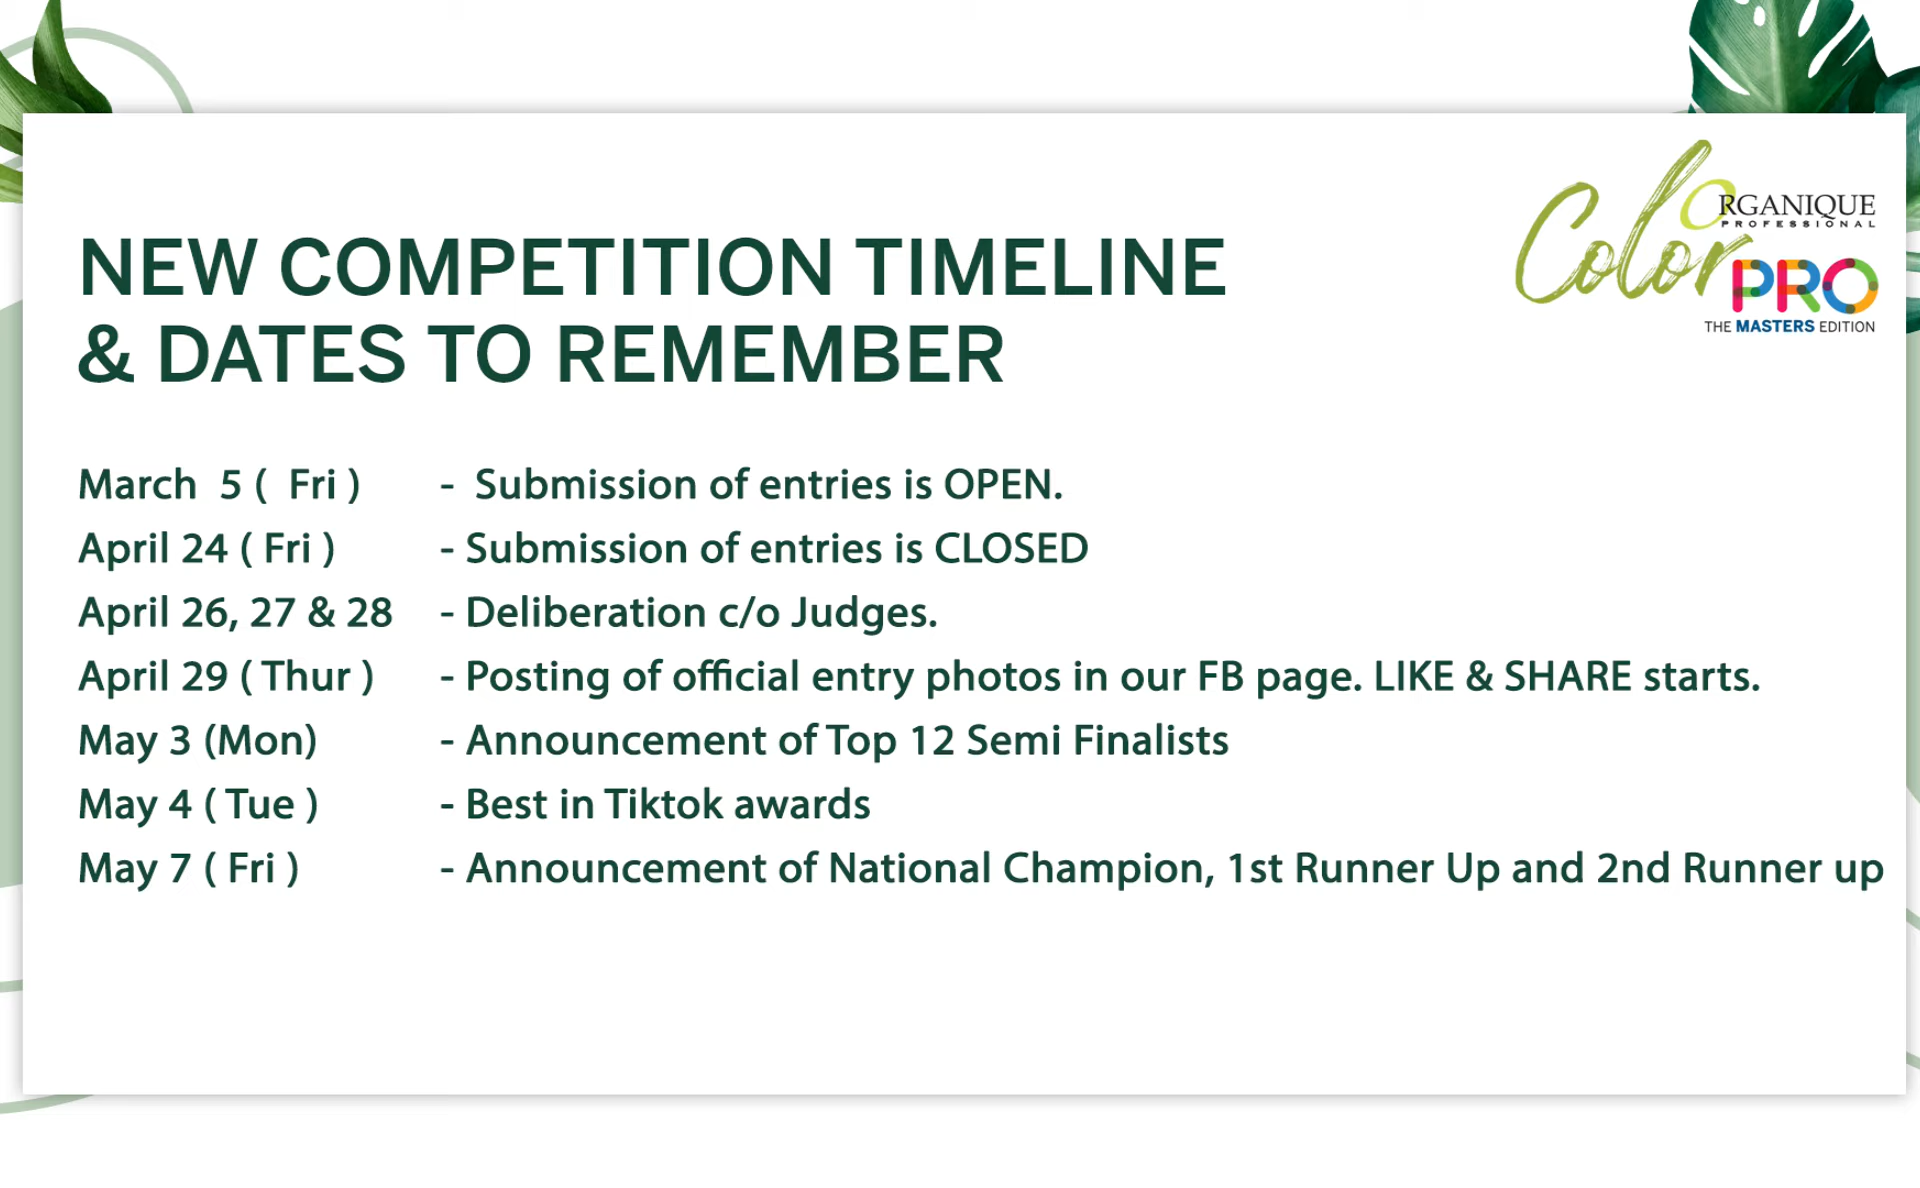 Color ORGANIQUE
PROFESSIONAL
PRO
THE MASTERS EDITION
NEW COMPETITION TIMELINE
& DATES TO REMEMBER
March  5 (  Fri ) -  Submission of entries is OPEN.
April 24 ( Fri ) - Submission of entries is CLOSED
April 26, 27 & 28 - Deliberation c/o Judges.
April 29 ( Thur ) - Posting of official entry photos in our FB page. LIKE & SHARE starts.
May 3 (Mon) - Announcement of Top 12 Semi Finalists
May 4 ( Tue ) - Best in Tiktok awards
May 7 ( Fri ) - Announcement of National Champion, 1st Runner Up and 2nd Runner up